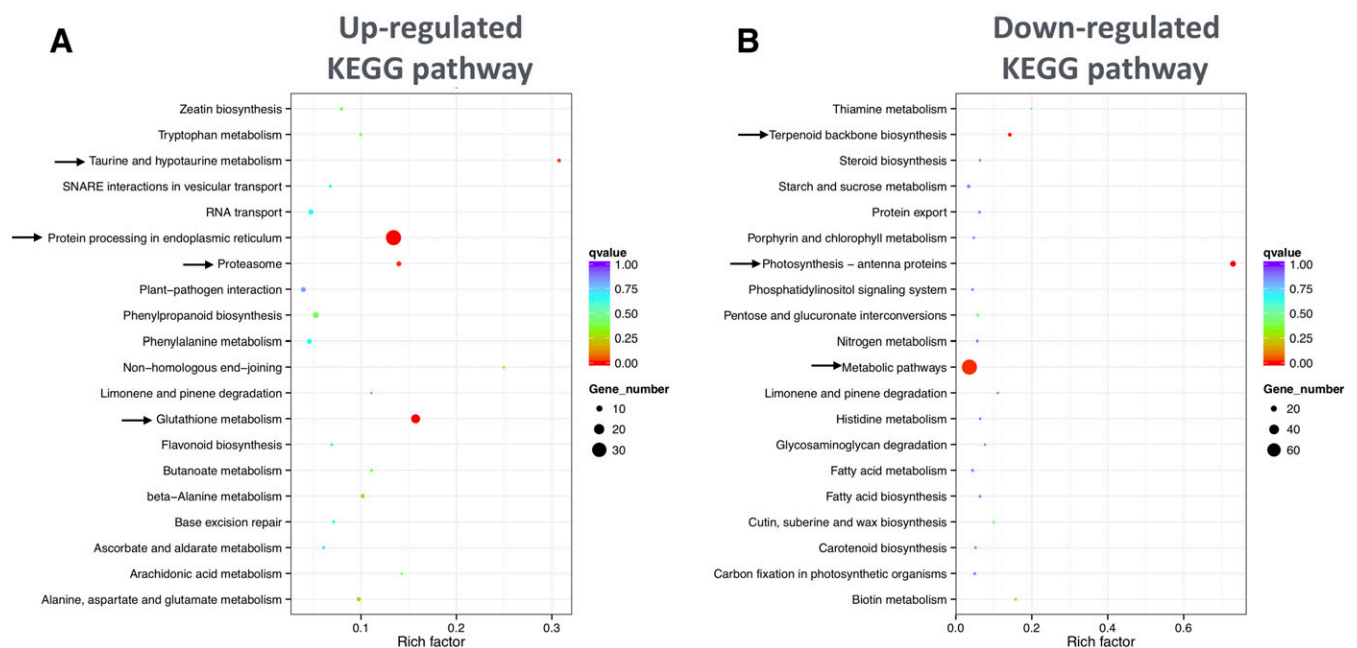 A
Up-regulated
KEGG pathway
Zeatin biosynthesis
Tryptophan metabolism
Taurine and hypotaurine metabolism
SNARE interactions in vesicular transport
RNA transport
Protein processing in endoplasmic reticulum
Proteasome
Plant−pathogen interaction
Phenylpropanoid biosynthesis
Phenylalanine metabolism
Non−homologous end−joining
Limonene and pinene degradation
Glutathione metabolism
Flavonoid biosynthesis
Butanoate metabolism
beta−Alanine metabolism
Base excision repair
Ascorbate and aldarate metabolism
Arachidonic acid metabolism
Alanine, aspartate and glutamate metabolism
0.1 0.2 0.3
Rich factor
qvalue
1.00
0.75
0.50
0.25
0.00
Gene_number
10
20
30
B
Down-regulated
KEGG pathway
Thiamine metabolism
Terpenoid backbone biosynthesis
Steroid biosynthesis
Starch and sucrose metabolism
Protein export
Porphyrin and chlorophyll metabolism
Photosynthesis − antenna proteins
Phosphatidylinositol signaling system
Pentose and glucuronate interconversions
Nitrogen metabolism
Metabolic pathways
Limonene and pinene degradation
Histidine metabolism
Glycosaminoglycan degradation
Fatty acid metabolism
Fatty acid biosynthesis
Cutin, suberine and wax biosynthesis
Carotenoid biosynthesis
Carbon fixation in photosynthetic organisms
Biotin metabolism
0.0 0.2 0.4 0.6
Rich factor
qvalue
1.00
0.75
0.50
0.25
0.00
Gene_number
20
40
60